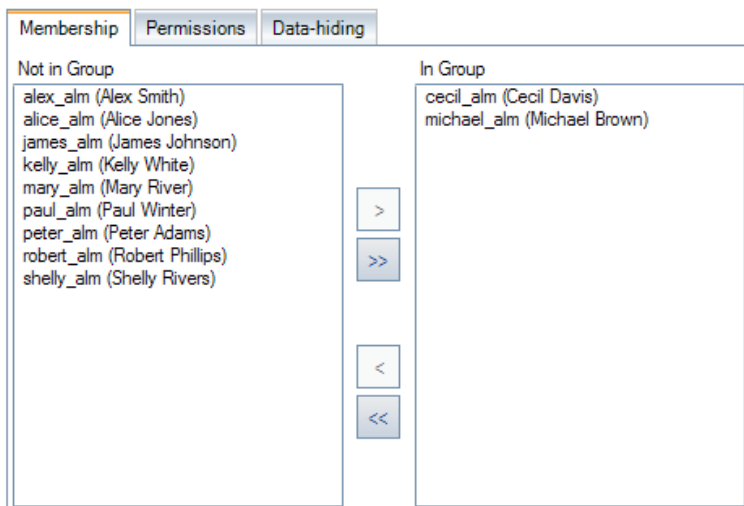 Membership Permissions Data-hiding
Not in Group
alex_alm (Alex Smith)
alice_alm (Alice Jones)
james_alm (James Johnson)
kelly_alm (Kelly White)
mary_alm (Mary River)
paul_alm (Paul Winter)
peter_alm (Peter Adams)
robert_alm (Robert Phillips)
shelly_alm (Shelly Rivers)
>
>>
<
<<
In Group
cecil_alm (Cecil Davis)
michael_alm (Michael Brown)